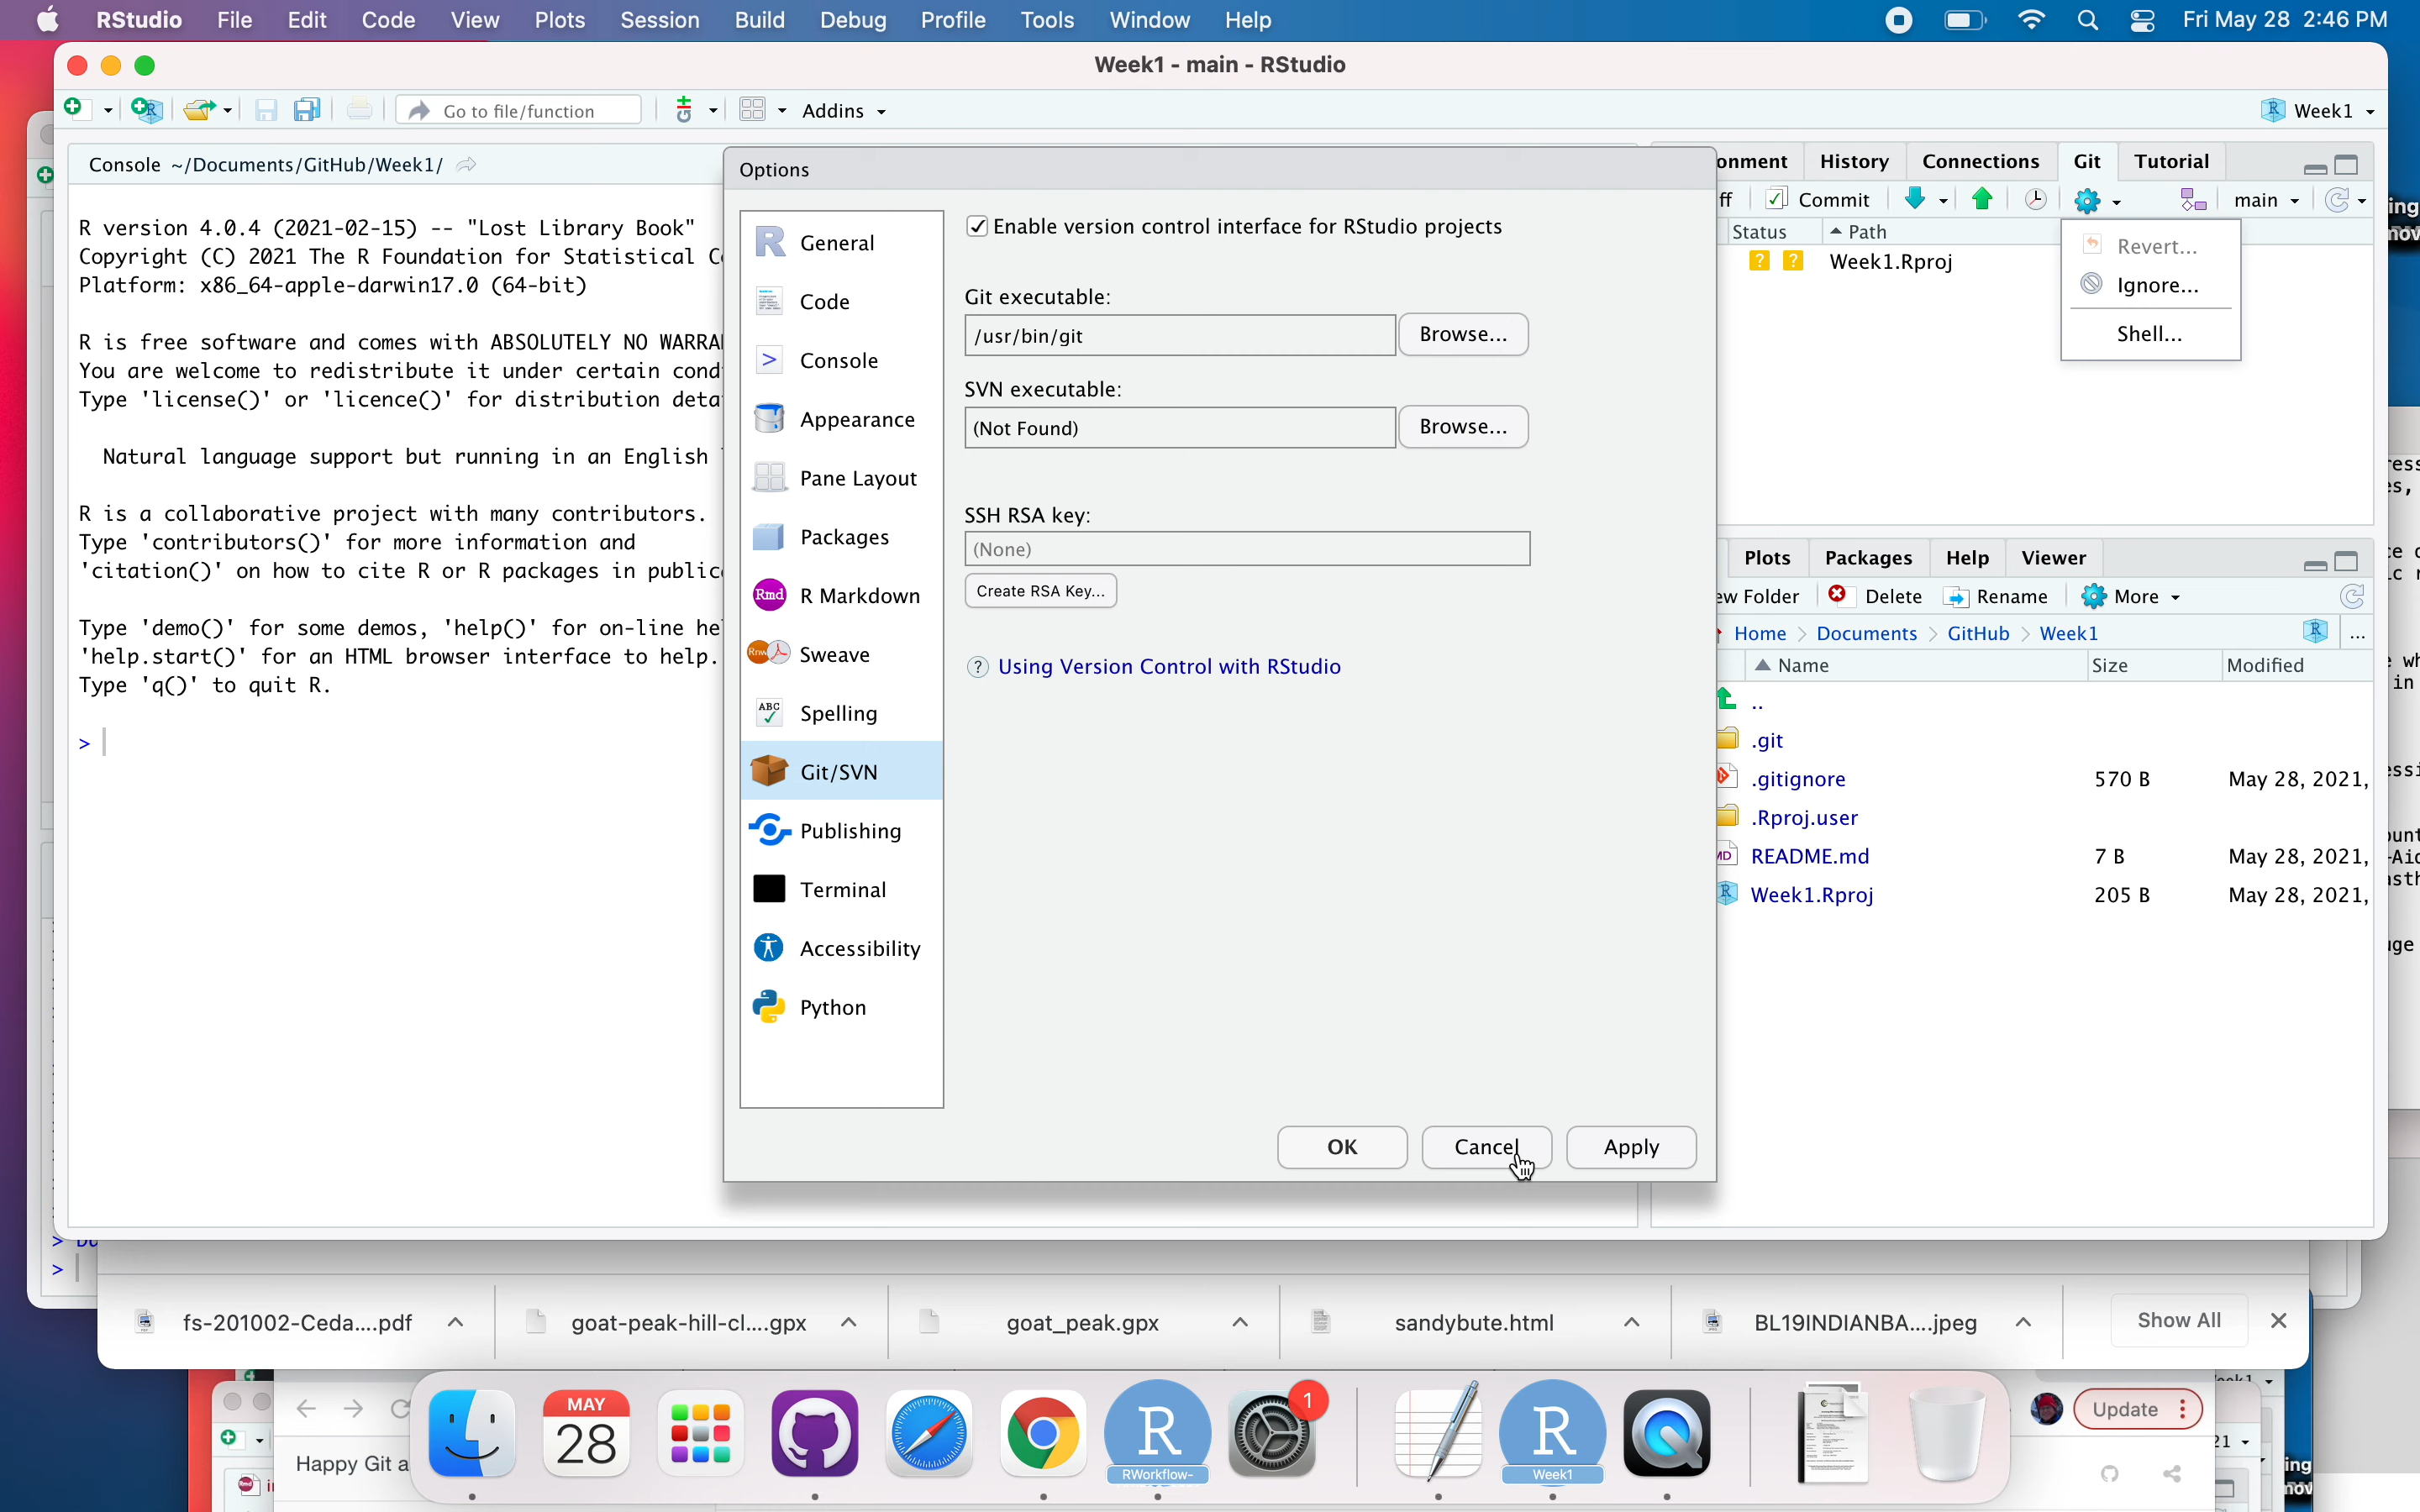 RStudio File Edit Code View Plots Session Build Debug Profile Tools Window Help Fri May 28 2:46 PM
Week1 - main - RStudio
Go to file/function Addins Week1
Console ~/Documents/GitHub/Week1/
R version 4.0.4 (2021-02-15) -- "Lost Library Book"
Copyright (C) 2021 The R Foundation for Statistical
Platform: x86_64-apple-darwin17.0 (64-bit)
R is free software and comes with ABSOLUTELY NO WARRA
You are welcome to redistribute it under certain cond
Type 'license()' or 'licence()' for distribution deta
Natural language support but running in an English
R is a collaborative project with many contributors.
Type 'contributors()' for more information and
'citation()' on how to cite R or R packages in public
Type 'demo()' for some demos, 'help()' for on-line he
'help.start()' for an HTML browser interface to help.
Type 'q()' to quit R.
>
Options
General
Code
Console
Appearance
Pane Layout
Packages
Rmd R Markdown
Rnw Sweave
ABC Spelling
Git/SVN
Publishing
Terminal
Accessibility
Python
Enable version control interface for RStudio projects
Git executable:
/usr/bin/git Browse...
SVN executable:
(Not Found) Browse...
SSH RSA key:
(None)
Create RSA Key...
? Using Version Control with RStudio
OK Cancel Apply
onment History Connections Git Tutorial
ff Commit main
Status Path
? ? Week1.Rproj
Revert...
Ignore...
Shell...
Plots Packages Help Viewer
ew Folder Delete Rename More
Home > Documents > GitHub > Week1 ...
Name Size Modified
..
.git
.gitignore 570 B May 28, 2021,
.Rproj.user
README.md 7 B May 28, 2021,
Week1.Rproj 205 B May 28, 2021,
>
>
fs-201002-Ceda....pdf goat-peak-hill-cl....gpx goat_peak.gpx sandybute.html BL19INDIANBA....jpeg Show All
MAY
28
R
RWorkflow-
1
R
Week1
Update
Happy Git a